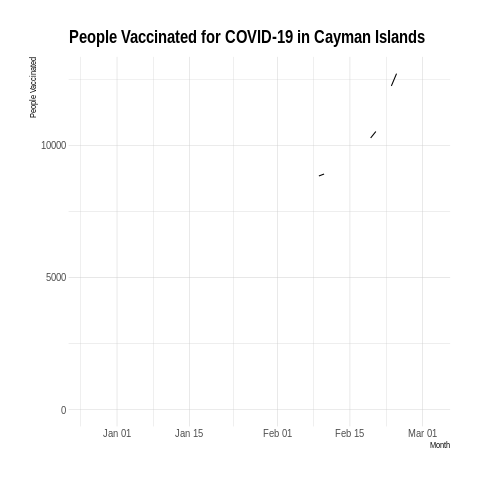 People Vaccinated for COVID-19 in Cayman Islands
People Vaccinated
10000
5000
0
Jan 01 Jan 15 Feb 01 Feb 15 Mar 01
Month